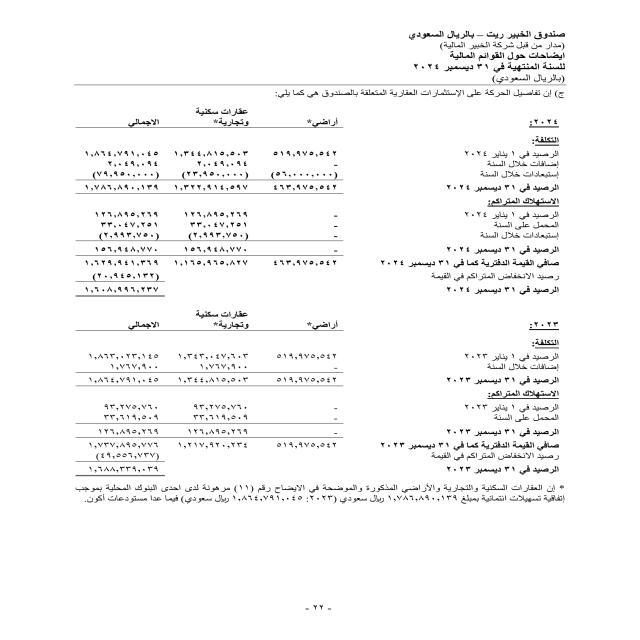 صندوق الخبير ريت – بالريال السعودي
(مدار من قبل شركة الخبير المالية)
إيضاحات حول القوائم المالية
للسنة المنتهية في ٣١ ديسمبر ٢٠٢٤
(بالريال السعودي)
ج) إن تفاصيل الحركة على الإستثمارات العقارية المتعلقة بالصندوق هي كما يلي:
٢٠٢٤: أراضي* عقارات سكنية وتجارية* الاجمالي
التكلفة:
الرصيد في ١ يناير ٢٠٢٤ ٥١٩,٩٧٥,٥٤٢ ١,٣٤٤,٨١٥,٥٠٣ ١,٨٦٤,٧٩١,٠٤٥
إضافات خلال السنة - ٢,٠٤٩,٠٩٤ ٢,٠٤٩,٠٩٤
إستبعادات خلال السنة (٥٦,٠٠٠,٠٠٠) (٢٣,٩٥٠,٠٠٠) (٧٩,٩٥٠,٠٠٠)
الرصيد في ٣١ ديسمبر ٢٠٢٤ ٤٦٣,٩٧٥,٥٤٢ ١,٣٢٢,٩١٤,٥٩٧ ١,٧٨٦,٨٩٠,١٣٩
الاستهلاك المتراكم:
الرصيد في ١ يناير ٢٠٢٤ - ١٢٦,٨٩٥,٢٦٩ ١٢٦,٨٩٥,٢٦٩
المحمل على السنة - ٣٣,٠٤٧,٢٥١ ٣٣,٠٤٧,٢٥١
إستبعادات خلال السنة - (٢,٩٩٣,٧٥٠) (٢,٩٩٣,٧٥٠)
الرصيد في ٣١ ديسمبر ٢٠٢٤ - ١٥٦,٩٤٨,٧٧٠ ١٥٦,٩٤٨,٧٧٠
صافي القيمة الدفترية كما في ٣١ ديسمبر ٢٠٢٤ ٤٦٣,٩٧٥,٥٤٢ ١,١٦٥,٩٦٥,٨٢٧ ١,٦٢٩,٩٤١,٣٦٩
رصيد الانخفاض المتراكم في القيمة (٢٠,٩٤٥,١٣٢)
الرصيد في ٣١ ديسمبر ٢٠٢٤ ١,٦٠٨,٩٩٦,٢٣٧
٢٠٢٣: أراضي* عقارات سكنية وتجارية* الاجمالي
التكلفة:
الرصيد في ١ يناير ٢٠٢٣ ٥١٩,٩٧٥,٥٤٢ ١,٣٤٣,٠٤٧,٦٠٣ ١,٨٦٣,٠٢٣,١٤٥
إضافات خلال السنة - ١,٧٦٧,٩٠٠ ١,٧٦٧,٩٠٠
الرصيد في ٣١ ديسمبر ٢٠٢٣ ٥١٩,٩٧٥,٥٤٢ ١,٣٤٤,٨١٥,٥٠٣ ١,٨٦٤,٧٩١,٠٤٥
الاستهلاك المتراكم:
الرصيد في ١ يناير ٢٠٢٣ - ٩٣,٢٧٥,٧٦٠ ٩٣,٢٧٥,٧٦٠
المحمل على السنة - ٣٣,٦١٩,٥٠٩ ٣٣,٦١٩,٥٠٩
الرصيد في ٣١ ديسمبر ٢٠٢٣ - ١٢٦,٨٩٥,٢٦٩ ١٢٦,٨٩٥,٢٦٩
صافي القيمة الدفترية كما في ٣١ ديسمبر ٢٠٢٣ ٥١٩,٩٧٥,٥٤٢ ١,٢١٧,٩٢٠,٢٣٤ ١,٧٣٧,٨٩٥,٧٧٦
رصيد الانخفاض المتراكم في القيمة (٤٩,٥٥٦,٧٣٧)
الرصيد في ٣١ ديسمبر ٢٠٢٣ ١,٦٨٨,٣٣٩,٠٣٩
* إن العقارات السكنية والتجارية والأراضي المذكورة والموضحة في الايضاح رقم (١١) مرهونة لدى احدى البنوك المحلية بموجب
إتفاقية تسهيلات ائتمانية بمبلغ ١,٧٨٦,٨٩٠,١٣٩ ريال سعودي (٢٠٢٣: ١,٨٦٤,٧٩١,٠٤٥ ريال سعودي) فيما عدا مستودعات أكون.
- ٢٢ -